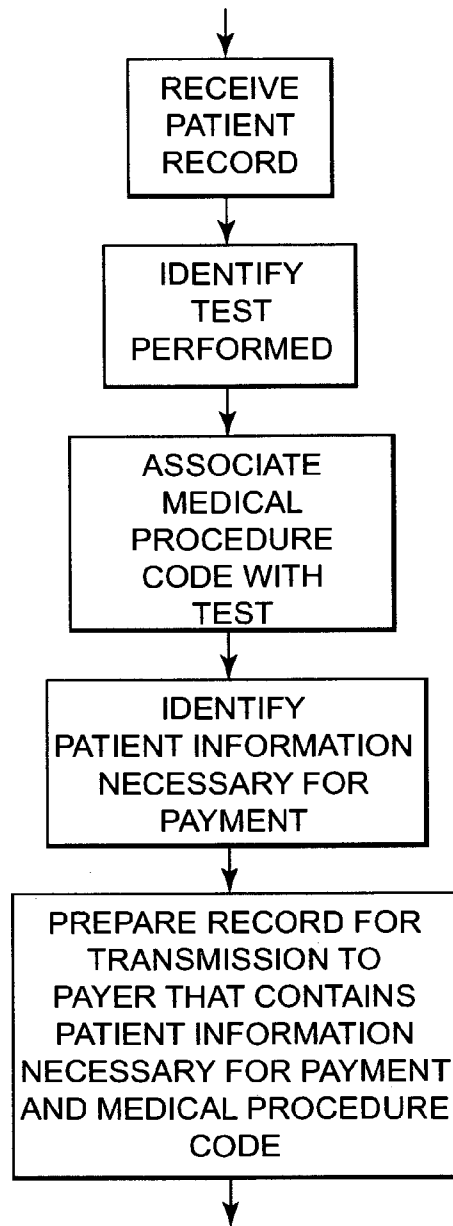 RECEIVE
PATIENT
RECORD
IDENTIFY
TEST
PERFORMED
ASSOCIATE
MEDICAL
PROCEDURE
CODE WITH
TEST
IDENTIFY
PATIENT INFORMATION
NECESSARY FOR
PAYMENT
PREPARE RECORD FOR
TRANSMISSION TO
PAYER THAT CONTAINS
PATIENT INFORMATION
NECESSARY FOR PAYMENT
AND MEDICAL PROCEDURE
CODE